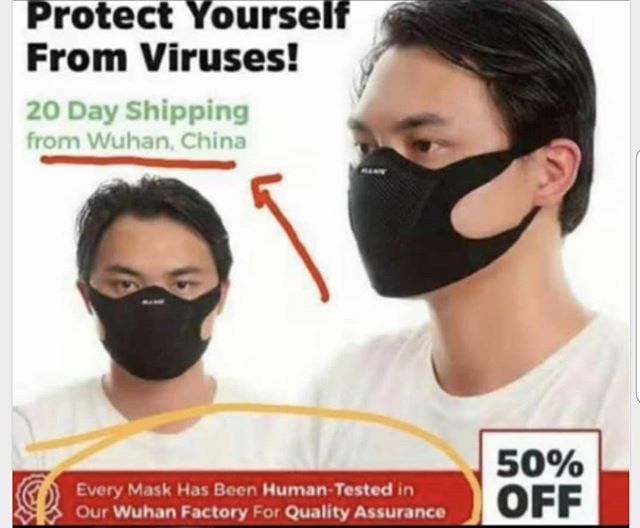 Protect Yourself
From Viruses!
20 Day Shipping
from Wuhan, China
Every Mask Has Been Human-Tested in
Our Wuhan Factory For Quality Assurance
50%
OFF